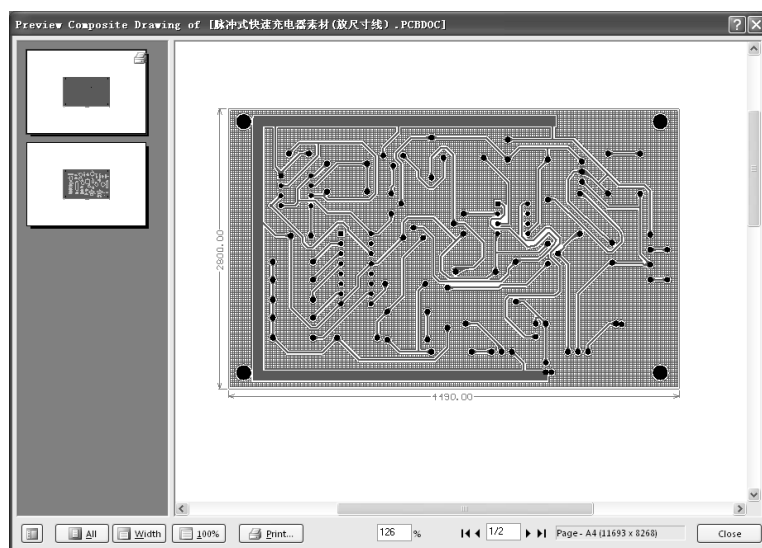 Preview Composite Drawing of [脉冲式快速充电器素材(放尺寸线).PCBDOC]
2800.00
4490.00
All
Width
100%
Print...
126 %
1/2
Page - A4 (11693 x 8268)
Close